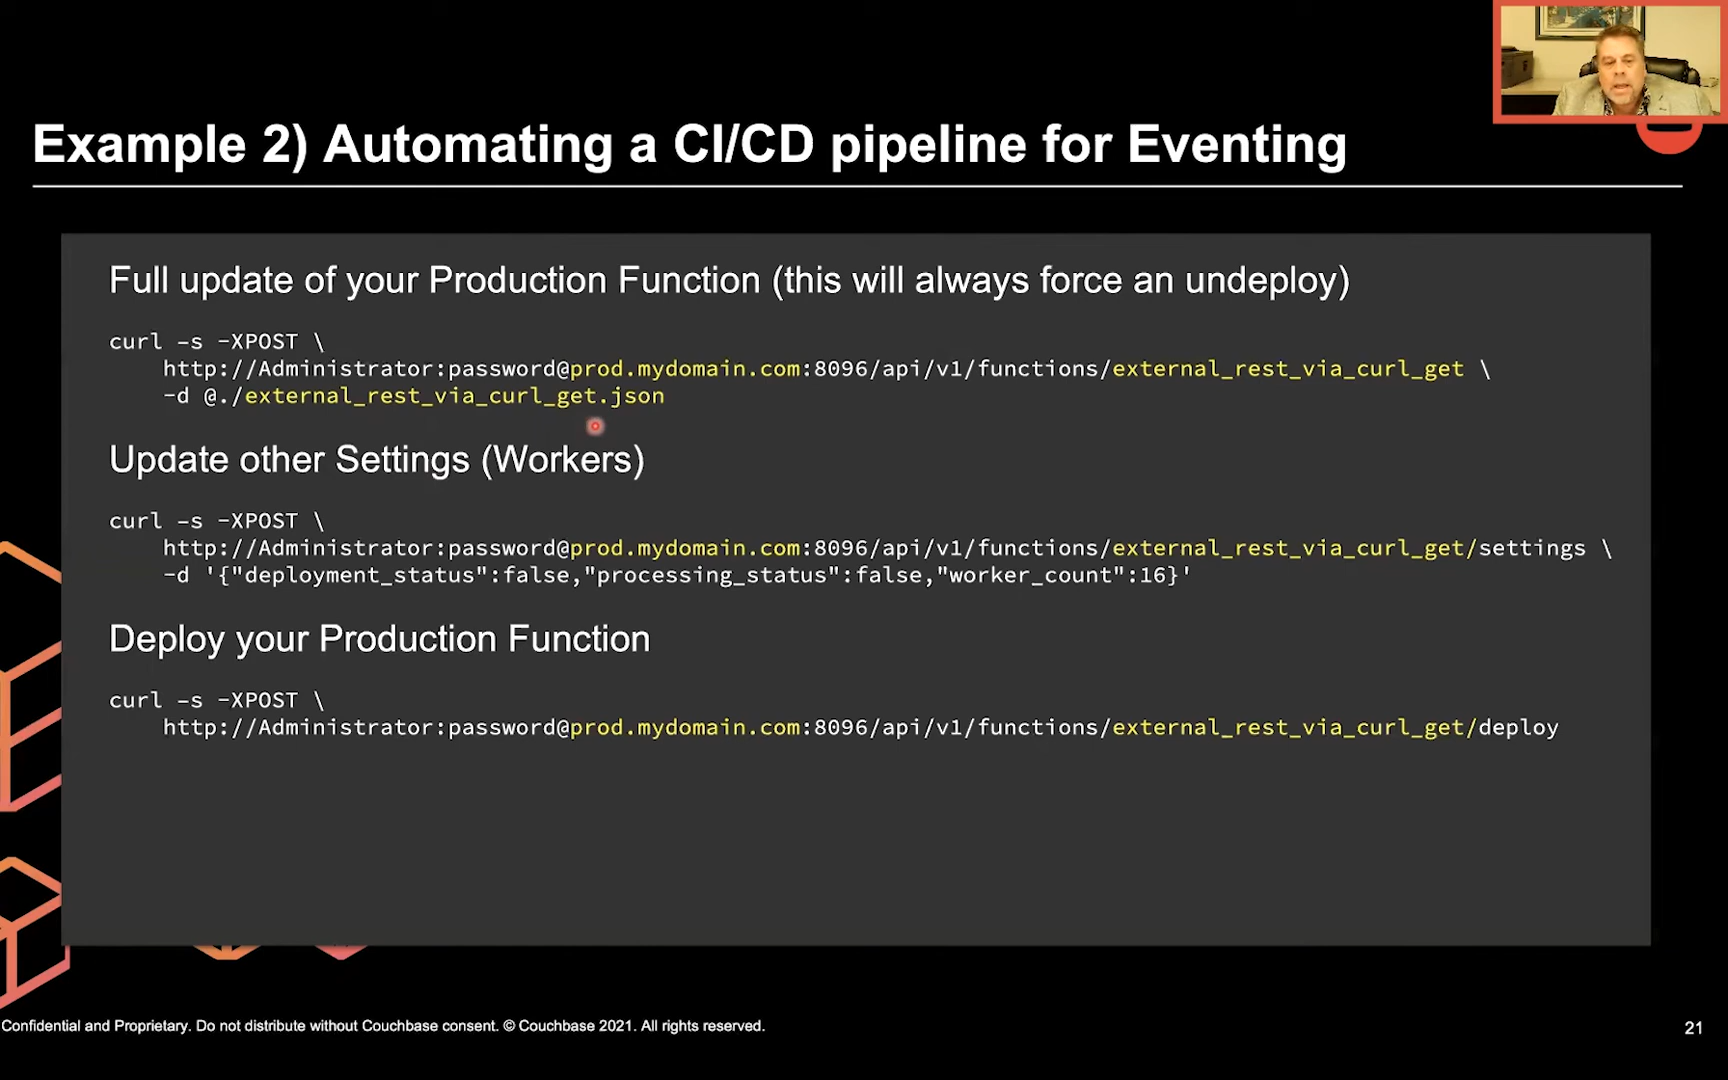 Example 2) Automating a CI/CD pipeline for Eventing
Full update of your Production Function (this will always force an undeploy)
curl –s -XPOST \
http://Administrator:password@prod.mydomain.com:8096/api/v1/functions/external_rest_via_curl_get \
-d @./external_rest_via_curl_get.json
Update other Settings (Workers)
curl –s -XPOST \
http://Administrator:password@prod.mydomain.com:8096/api/v1/functions/external_rest_via_curl_get/settings \
-d '{"deployment_status":false,"processing_status":false,"worker_count":16}'
Deploy your Production Function
curl –s -XPOST \
http://Administrator:password@prod.mydomain.com:8096/api/v1/functions/external_rest_via_curl_get/deploy
Confidential and Proprietary. Do not distribute without Couchbase consent. © Couchbase 2021. All rights reserved.
21